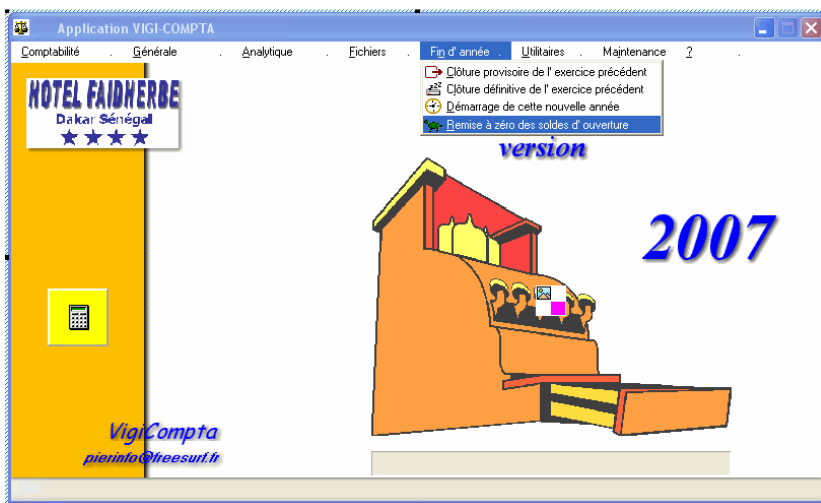 Application VIGI-COMPTA
Comptabilité . Générale . Analytique . Fichiers . Fin d' année . Utilitaires . Maintenance ? .
Clôture provisoire de l' exercice précédent
Clôture définitive de l' exercice précédent
Démarrage de cette nouvelle année
Remise à zéro des soldes d' ouverture
HOTEL FAIDHERBE
Dakar Sénégal
version
2007
VigiCompta
pierinfo@freesurf.fr